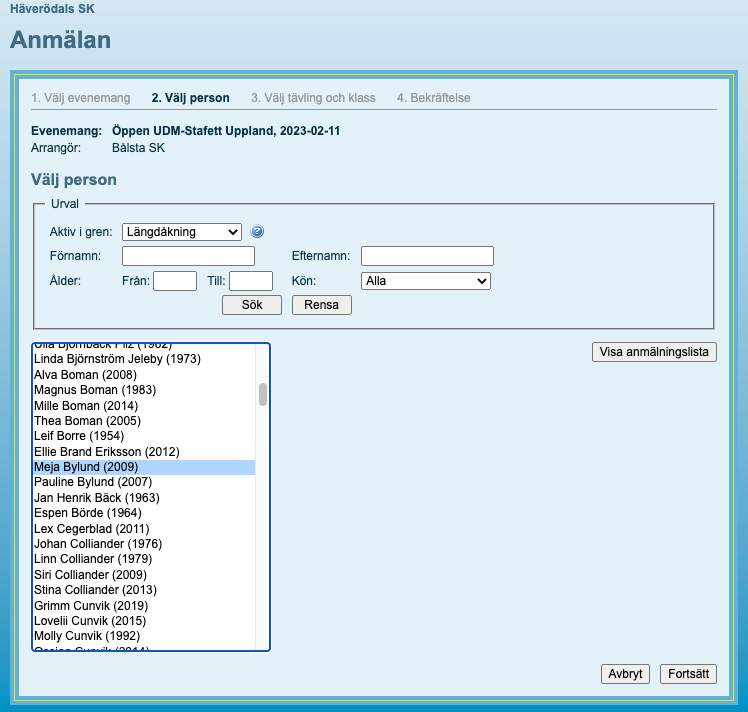 Häverödals SK
Anmälan
1. Välj evenemang 2. Välj person 3. Välj tävling och klass 4. Bekräftelse
Evenemang: Öppen UDM-Stafett Uppland, 2023-02-11
Arrangör: Bålsta SK
Välj person
Urval
Aktiv i gren: Längdåkning ?
Förnamn: Efternamn:
Ålder: Från: Till: Kön: Alla
Sök Rensa
Visa anmälningslista
Linda Björnström Jeleby (1973)
Alva Boman (2008)
Magnus Boman (1983)
Mille Boman (2014)
Thea Boman (2005)
Leif Borre (1954)
Ellie Brand Eriksson (2012)
Meja Bylund (2009)
Pauline Bylund (2007)
Jan Henrik Bäck (1963)
Espen Börde (1964)
Lex Cegerblad (2011)
Johan Colliander (1976)
Linn Colliander (1979)
Siri Colliander (2009)
Stina Colliander (2013)
Grimm Cunvik (2019)
Lovelii Cunvik (2015)
Molly Cunvik (1992)
Avbryt Fortsätt